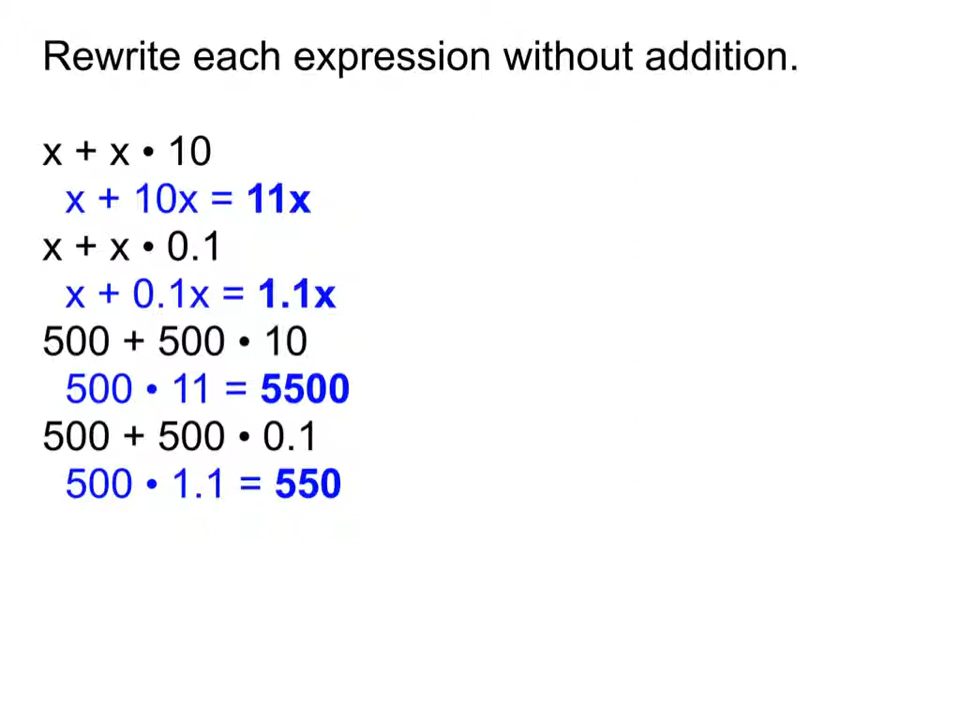 Rewrite each expression without addition.
x + x • 10
x + 10x = 11x
x + x • 0.1
x + 0.1x = 1.1x
500 + 500 • 10
500 • 11 = 5500
500 + 500 • 0.1
500 • 1.1 = 550